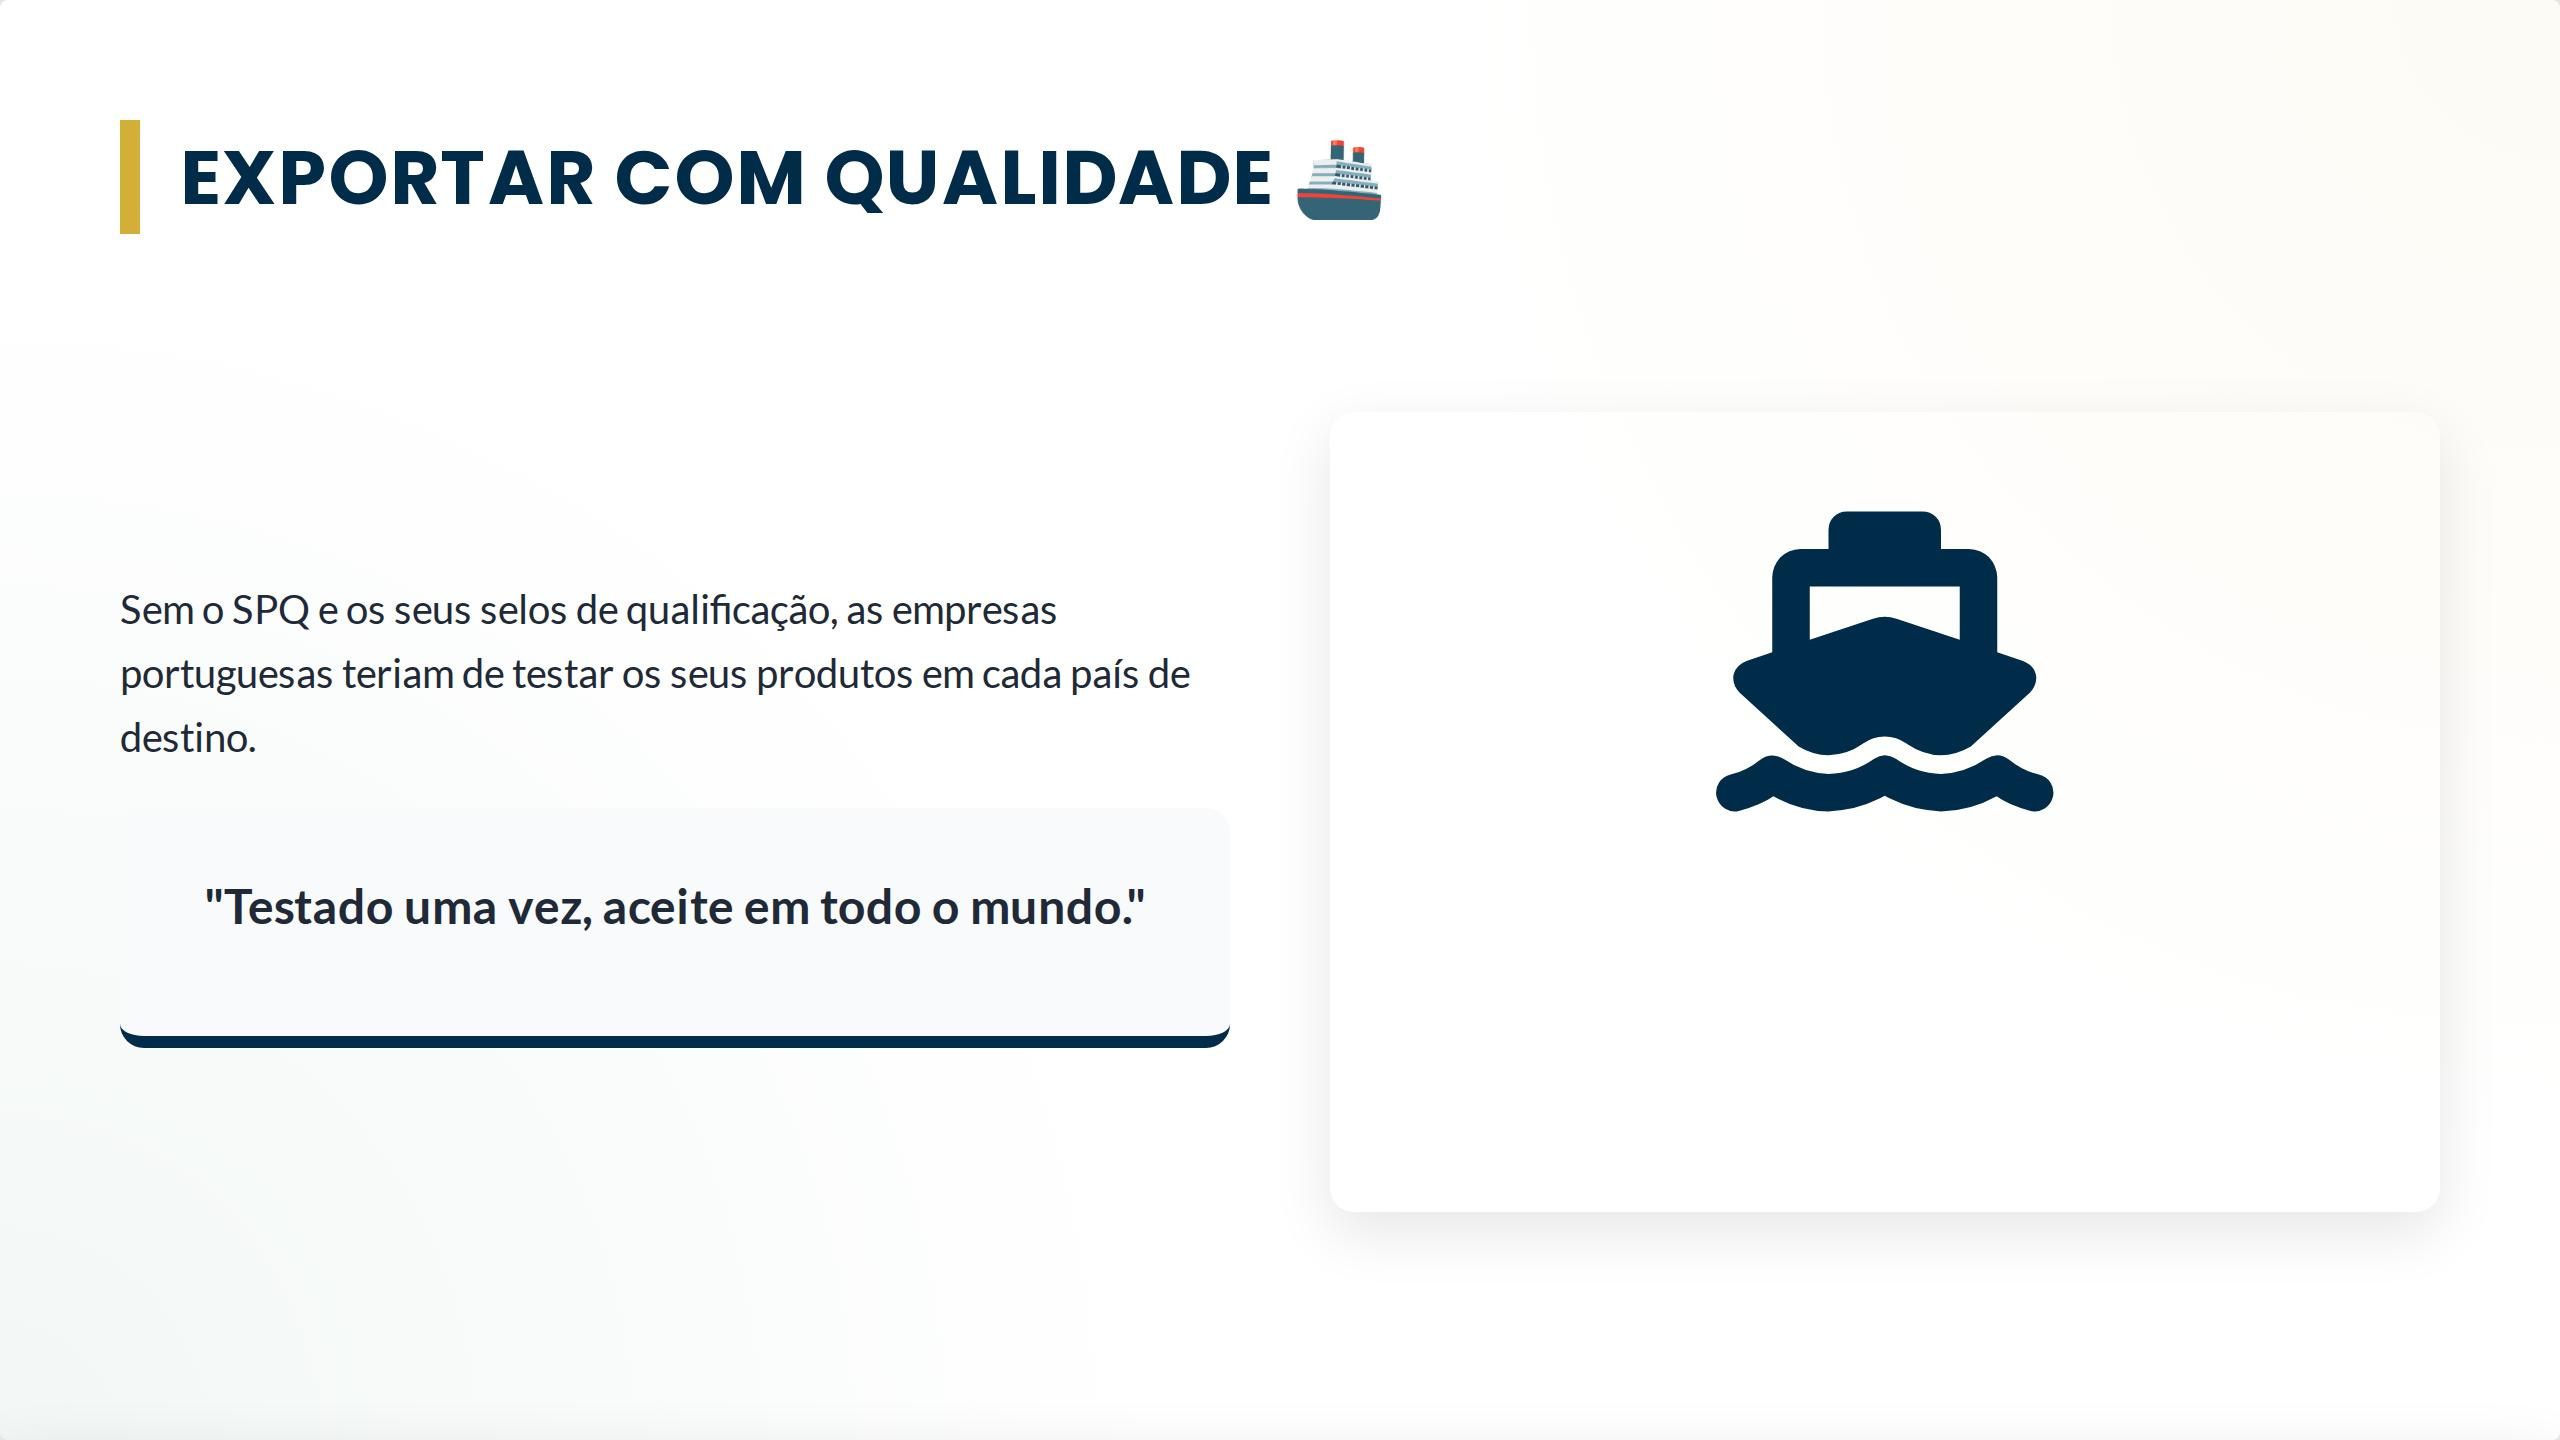 EXPORTAR COM QUALIDADE 🚢
Sem o SPQ e os seus selos de qualificação, as empresas
portuguesas teriam de testar os seus produtos em cada país de
destino.
"Testado uma vez, aceite em todo o mundo."